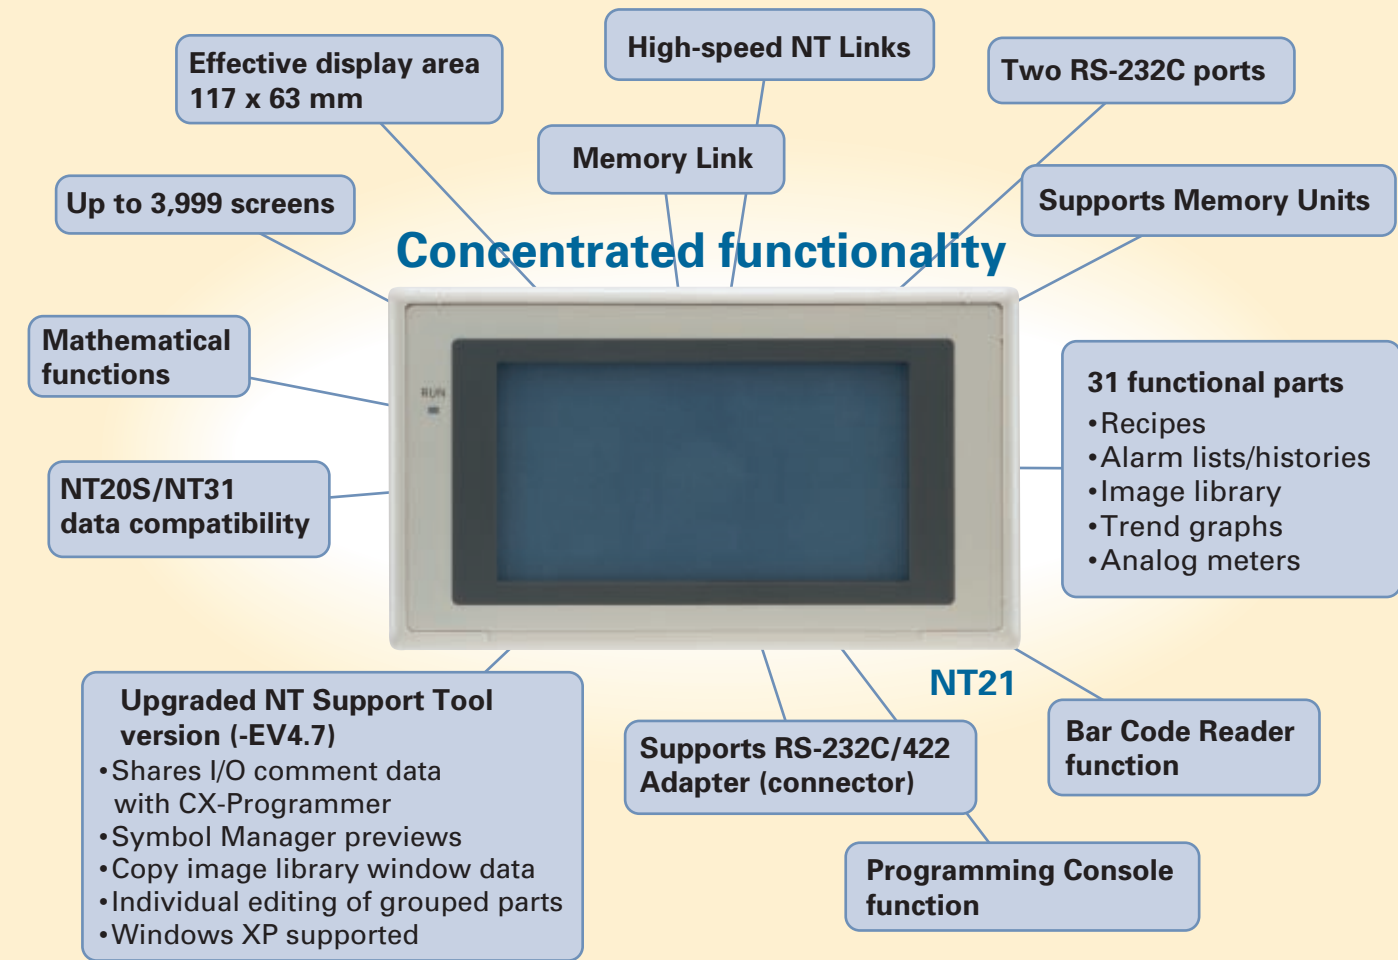 Effective display area
117 x 63 mm
High-speed NT Links
Two RS-232C ports
Memory Link
Up to 3,999 screens
Supports Memory Units
Concentrated functionality
Mathematical
functions
RUN
31 functional parts
•Recipes
•Alarm lists/histories
•Image library
•Trend graphs
•Analog meters
NT20S/NT31
data compatibility
NT21
Upgraded NT Support Tool
version (-EV4.7)
•Shares I/O comment data
with CX-Programmer
•Symbol Manager previews
•Copy image library window data
•Individual editing of grouped parts
•Windows XP supported
Supports RS-232C/422
Adapter (connector)
Bar Code Reader
function
Programming Console
function